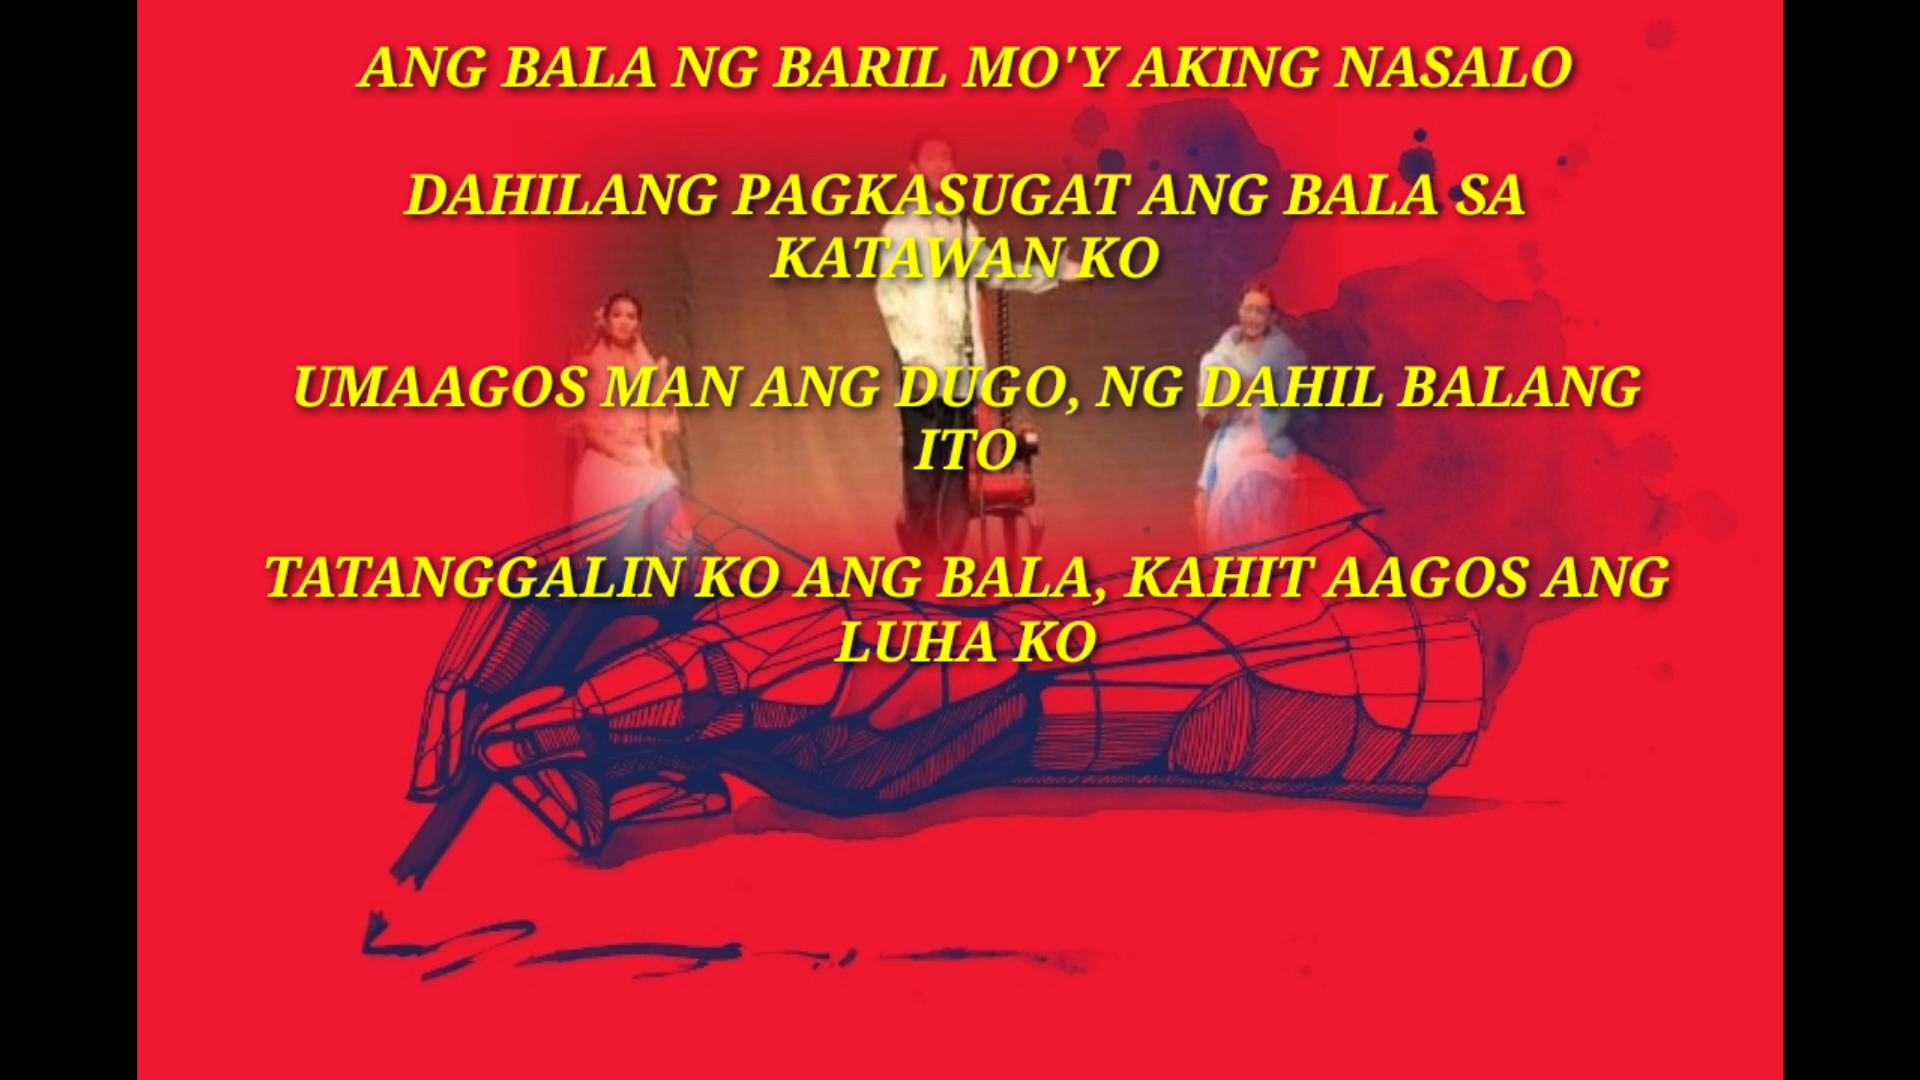 ANG BALA NG BARIL MO'Y AKING NASALO
DAHILANG PAGKASUGAT ANG BALA SA
KATAWAN KO
UMAAGOS MAN ANG DUGO, NG DAHIL BALANG
ITO
TATANGGALIN KO ANG BALA, KAHIT AAGOS ANG
LUHA KO